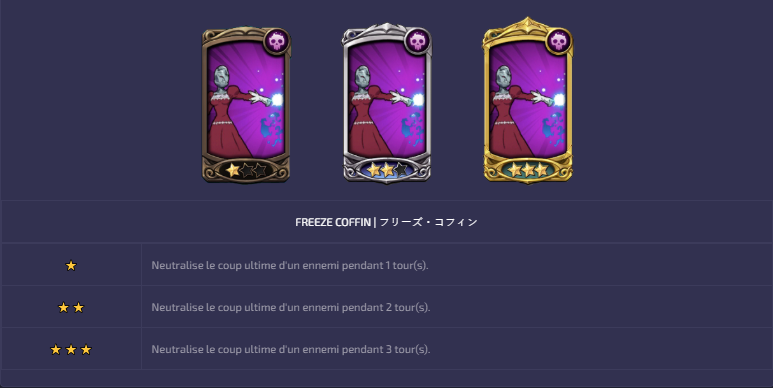 FREEZE COFFIN | フリーズ・コフィン
Neutralise le coup ultime d'un ennemi pendant 1 tour(s).
Neutralise le coup ultime d'un ennemi pendant 2 tour(s).
Neutralise le coup ultime d'un ennemi pendant 3 tour(s).